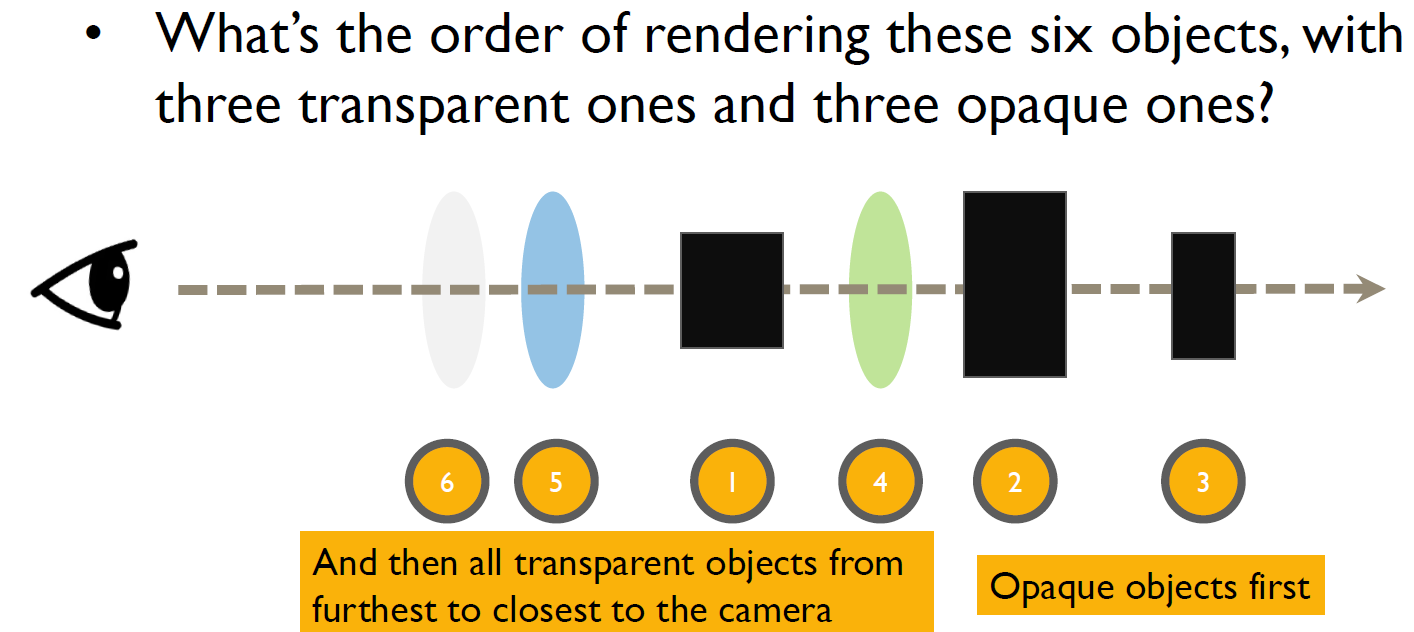 • What’s the order of rendering these six objects, with
three transparent ones and three opaque ones?
6 5 1 4 2 3
And then all transparent objects from
furthest to closest to the camera
Opaque objects first